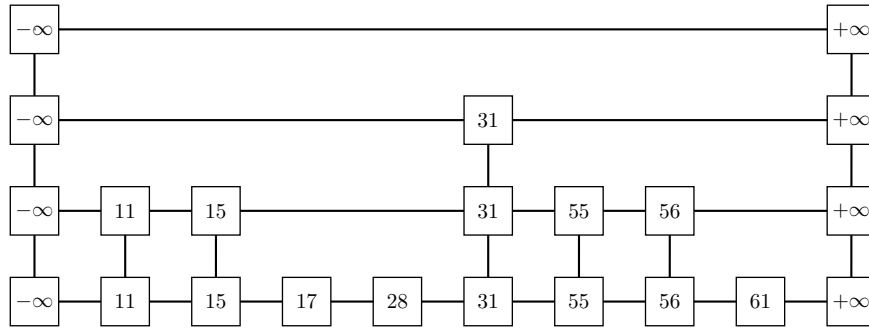 −∞ +∞
−∞ 31 +∞
−∞ 11 15 31 55 56 +∞
−∞ 11 15 17 28 31 55 56 61 +∞